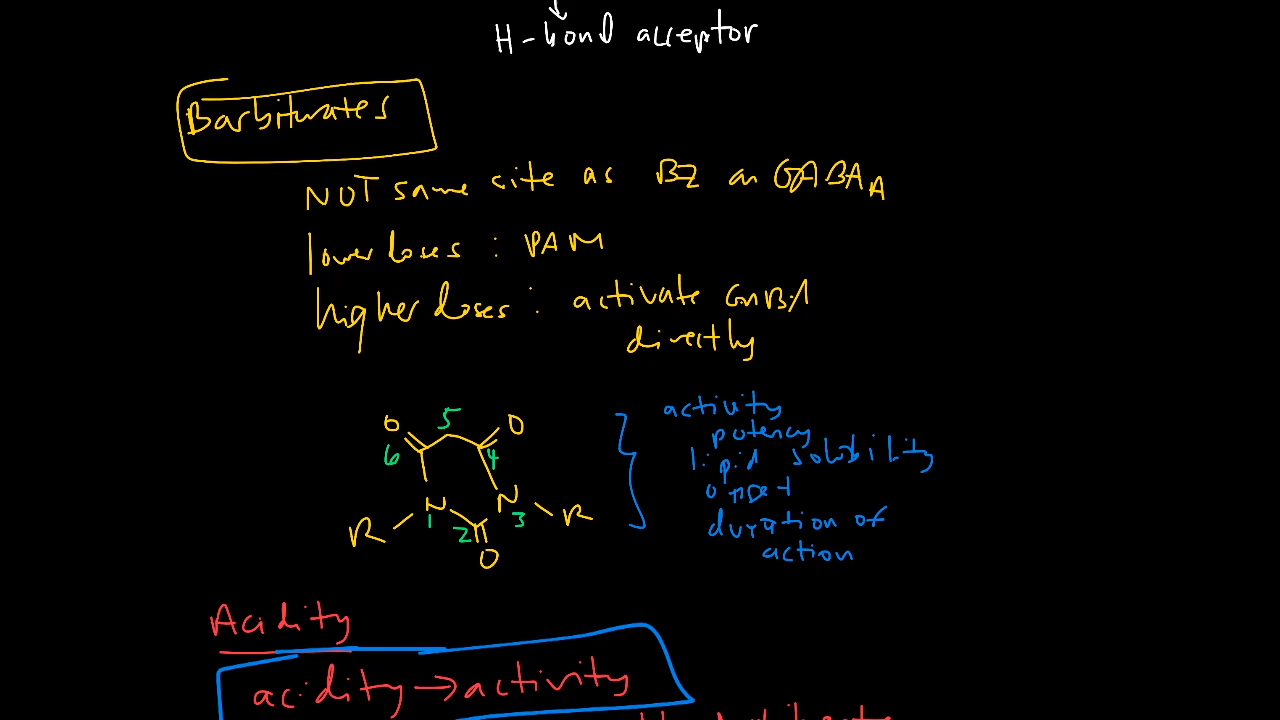 H-bond acceptor
Barbiturates
NOT same site as BZ on GABAA
lower doses : PAM
higher doses : activate GABA
directly
O 5 O
6 4
N N
R 1 2 3 R
O
activity
potency
lipid solubility
onset
duration of
action
Acidity
acidity → activity